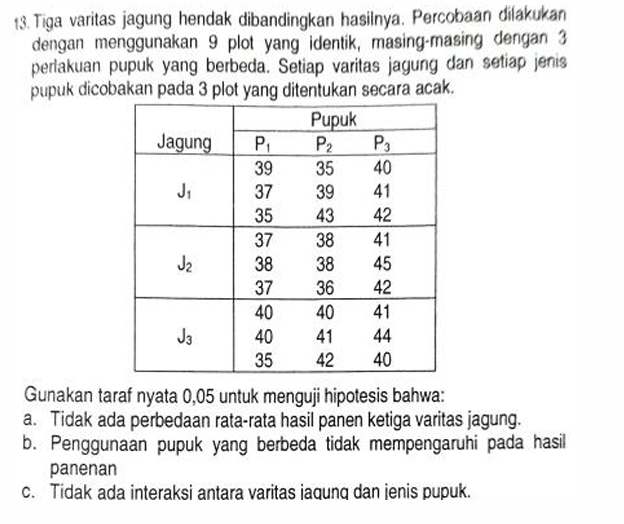 13. Tiga varitas jagung hendak dibandingkan hasilnya. Percobaan dilakukan
dengan menggunakan 9 plot yang identik, masing-masing dengan 3
perlakuan pupuk yang berbeda. Setiap varitas jagung dan setiap jenis
pupuk dicobakan pada 3 plot yang ditentukan secara acak.
Pupuk
Jagung P₁ P₂ P₃
39 35 40
J₁ 37 39 41
35 43 42
37 38 41
J₂ 38 38 45
37 36 42
40 40 41
J₃ 40 41 44
35 42 40
Gunakan taraf nyata 0,05 untuk menguji hipotesis bahwa:
a. Tidak ada perbedaan rata-rata hasil panen ketiga varitas jagung.
b. Penggunaan pupuk yang berbeda tidak mempengaruhi pada hasil
panenan
c. Tidak ada interaksi antara varitas jagung dan jenis pupuk.